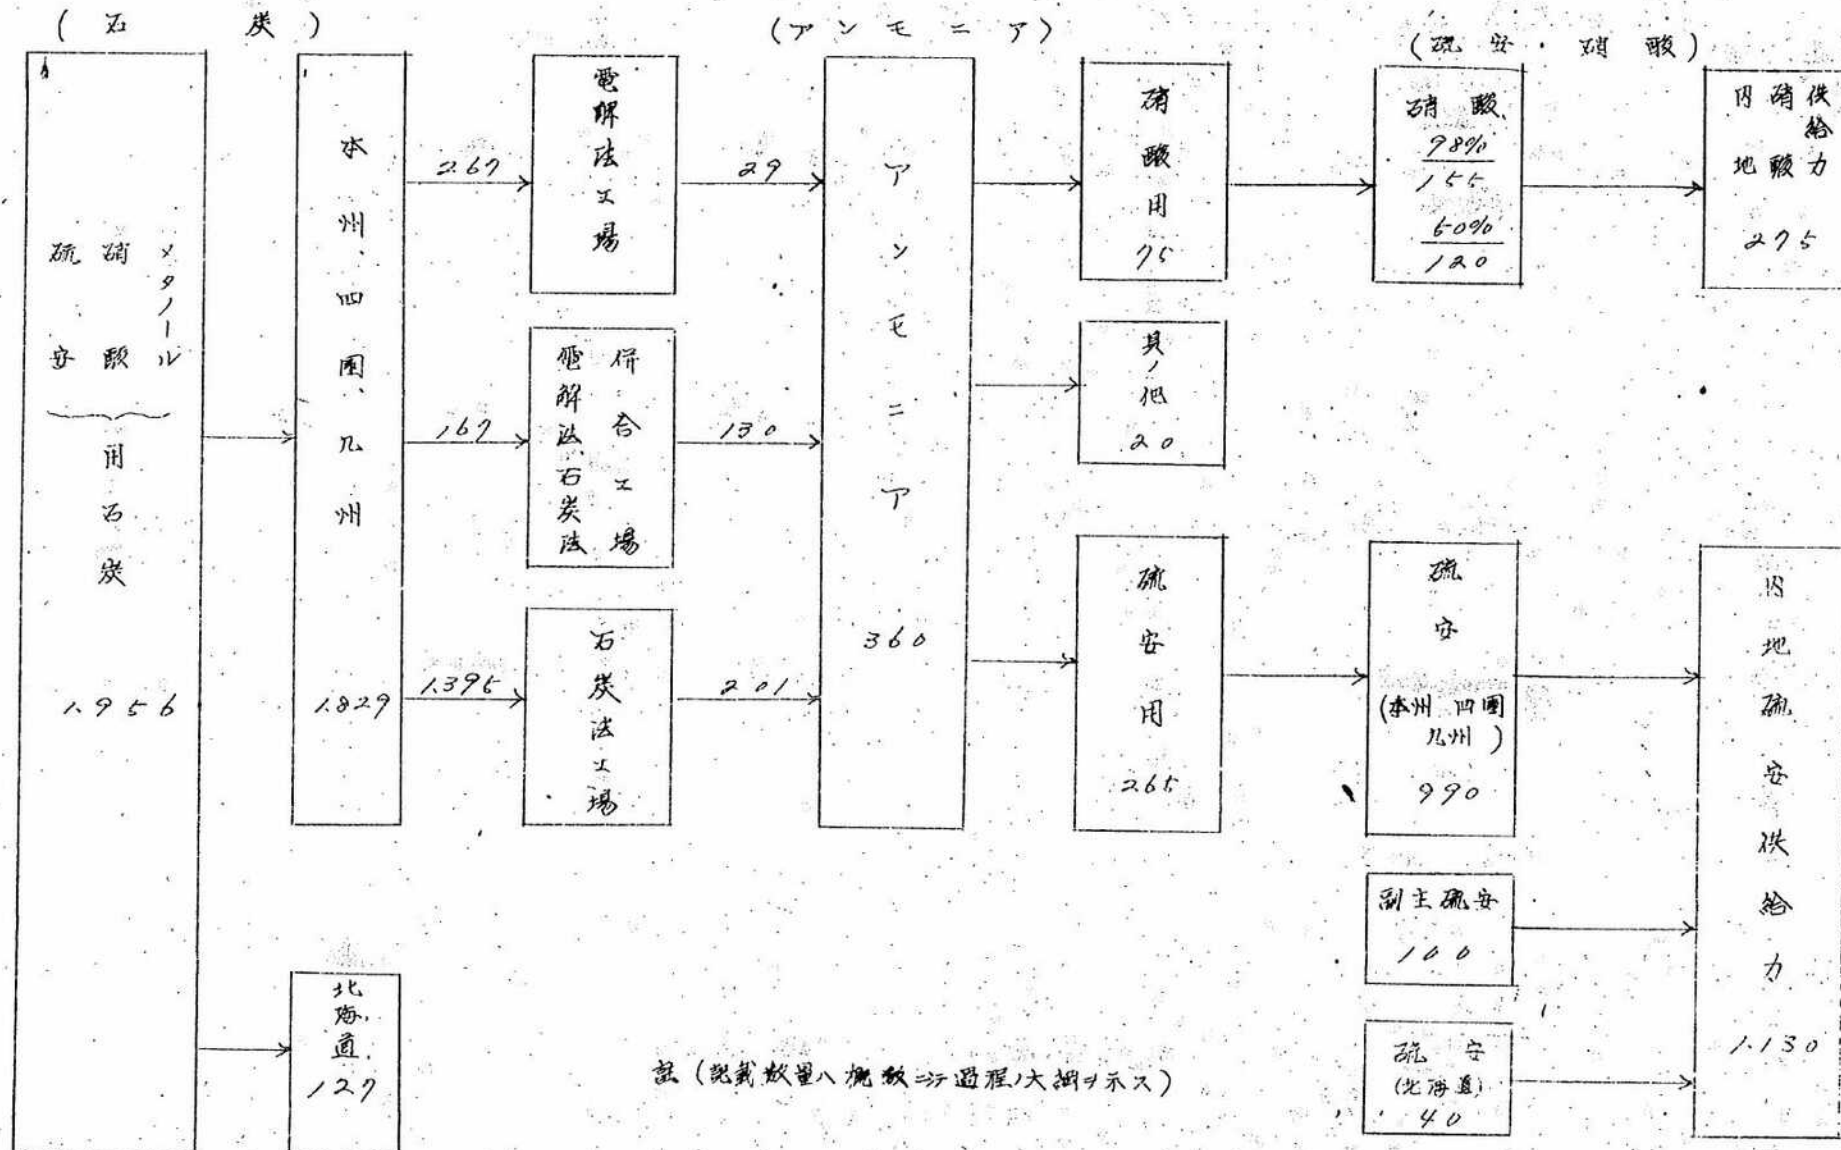 (石炭)
(アンモニア)
(硫安・硝酸)
硫安
硝酸
メタノール
用石炭
1.956
本州、四國、九州
1.829
北海道
127
267
電解法工場
29
167
電解法、石炭法
併合工場
130
1.395
石炭法工場
201
アンモニア
360
硝酸用
75
其ノ他
20
硫安用
265
硝酸
98%
155
60%
120
内地
硝酸
供給力
275
硫安
(本州 四國
九州)
990
副生硫安
100
硫安
(北海道)
40
内地硫安供給力
1.130
註(記載数量ハ概数ニシテ過程ノ大綱ヲ示ス)